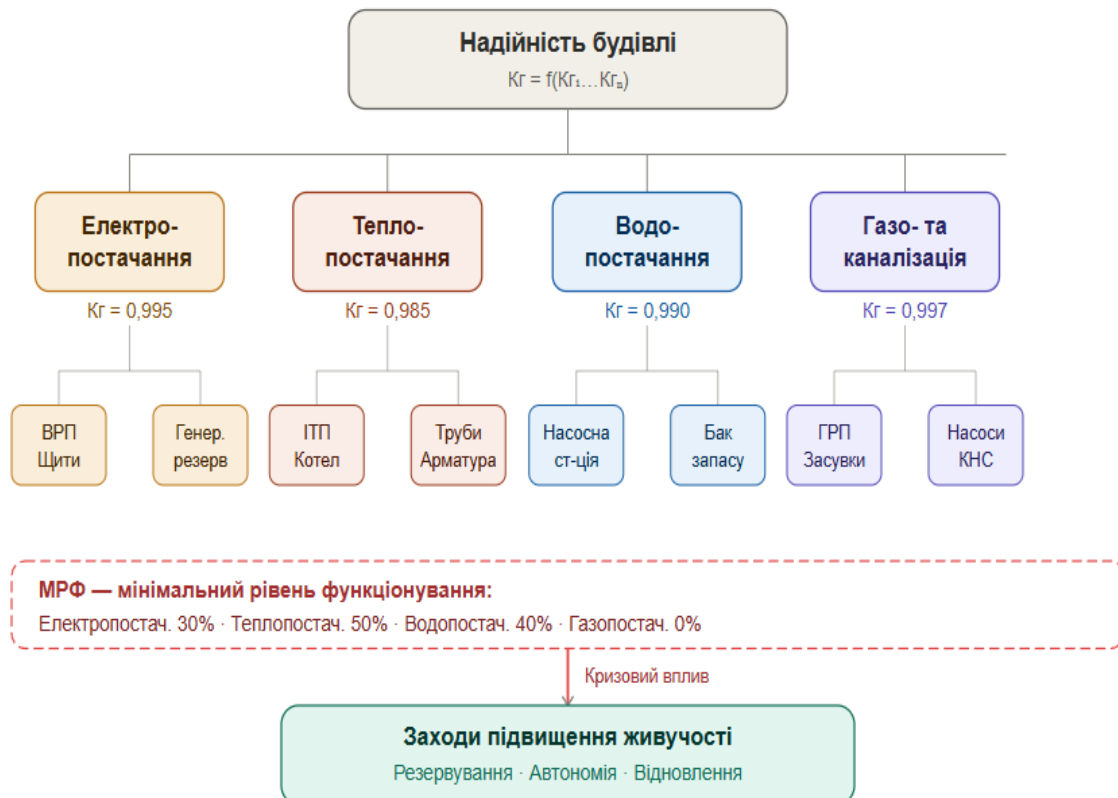 Надійність будівлі
Кг = f(Кг₁…Кгₙ)
Електро-
постачання
Тепло-
постачання
Водо-
постачання
Газо- та
каналізація
Кг = 0,995
Кг = 0,985
Кг = 0,990
Кг = 0,997
ВРП
Щити
Генер.
резерв
ІТП
Котел
Труби
Арматура
Насосна
ст-ція
Бак
запасу
ГРП
Засувки
Насоси
КНС
МРФ — мінімальний рівень функціонування:
Електропостач. 30% · Теплопостач. 50% · Водопостач. 40% · Газопостач. 0%
Кризовий вплив
Заходи підвищення живучості
Резервування · Автономія · Відновлення